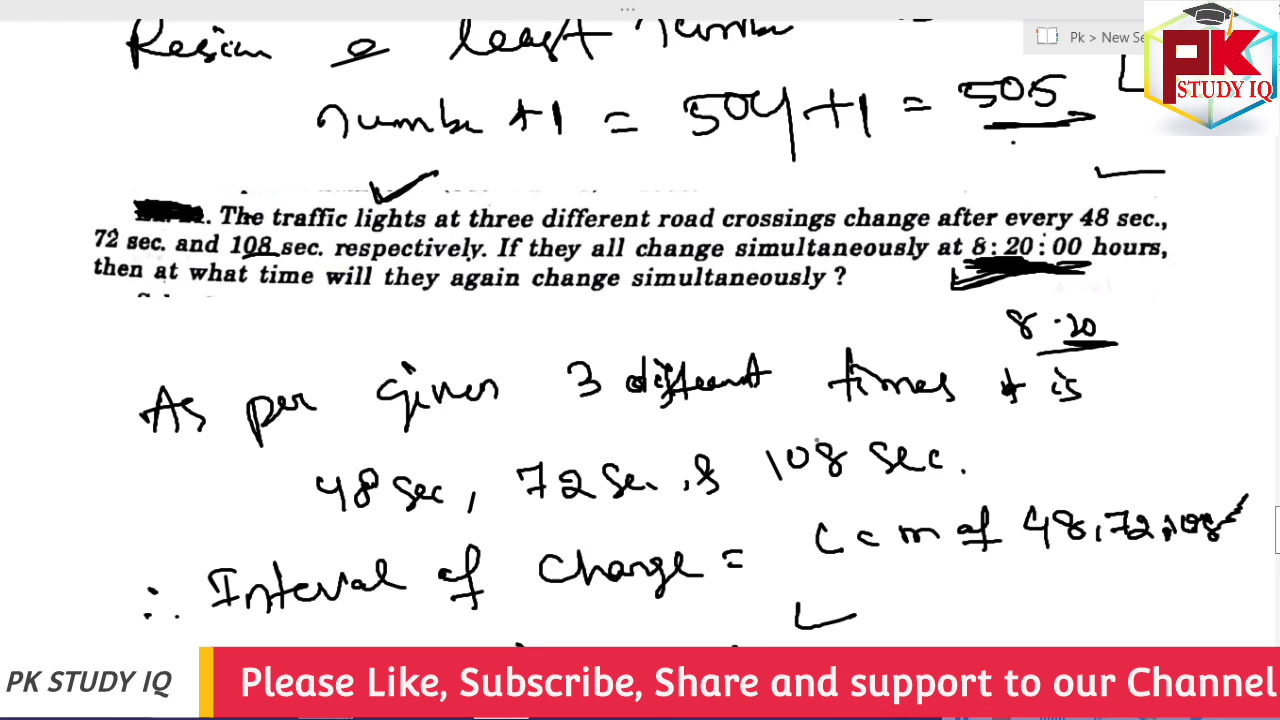 least number
Pk > New Se
PK
STUDY IQ
number +1 = 504+1 = 505
. The traffic lights at three different road crossings change after every 48 sec.,
72 sec. and 108 sec. respectively. If they all change simultaneously at 8:20:00 hours,
then at what time will they again change simultaneously ?
8.20
As per given 3 different times is
48 sec, 72 sec & 108 sec.
∴ Interval of change = LCM of 48,72,108
PK STUDY IQ
Please Like, Subscribe, Share and support to our Channel